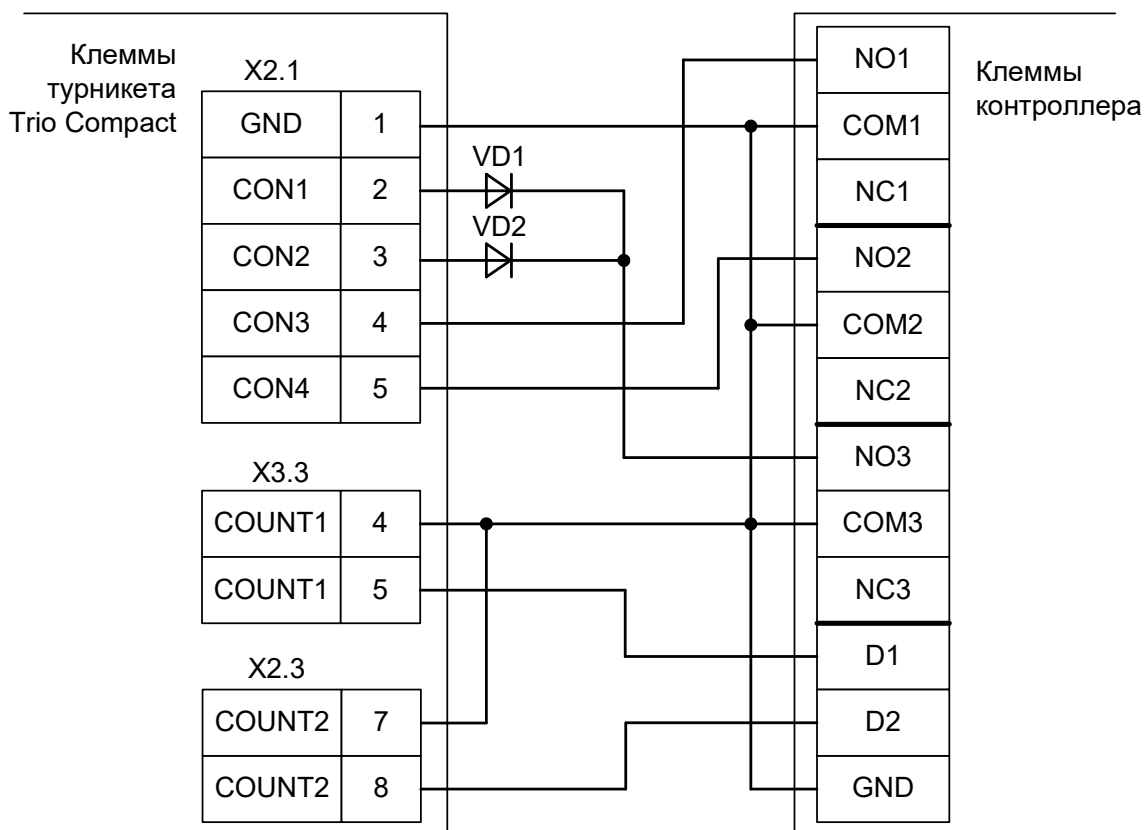 Клеммы
турникета
Trio Compact
X2.1
GND 1
CON1 2
CON2 3
CON3 4
CON4 5
X3.3
COUNT1 4
COUNT1 5
X2.3
COUNT2 7
COUNT2 8
VD1
VD2
NO1
COM1
NC1
NO2
COM2
NC2
NO3
COM3
NC3
D1
D2
GND
Клеммы
контроллера